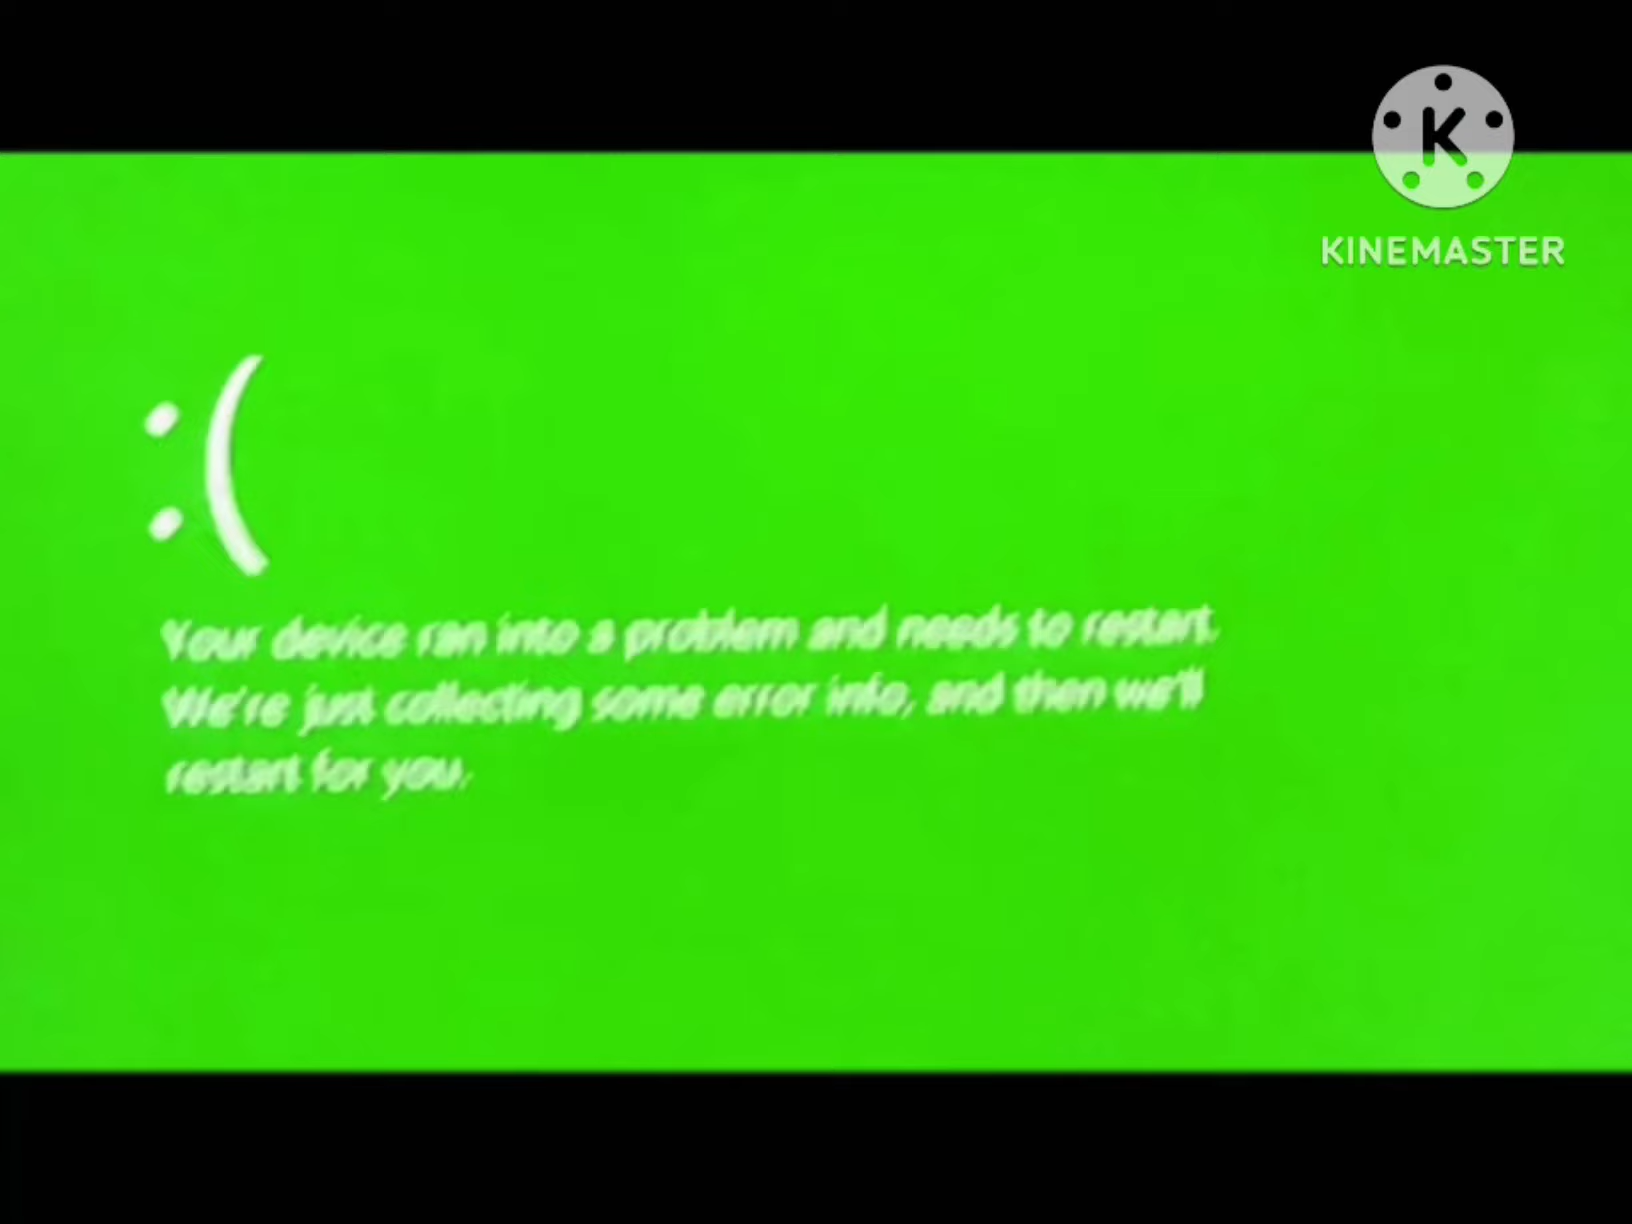 KINEMASTER
:(
Your device ran into a problem and needs to restart.
We're just collecting some error info, and then we'll
restart for you.